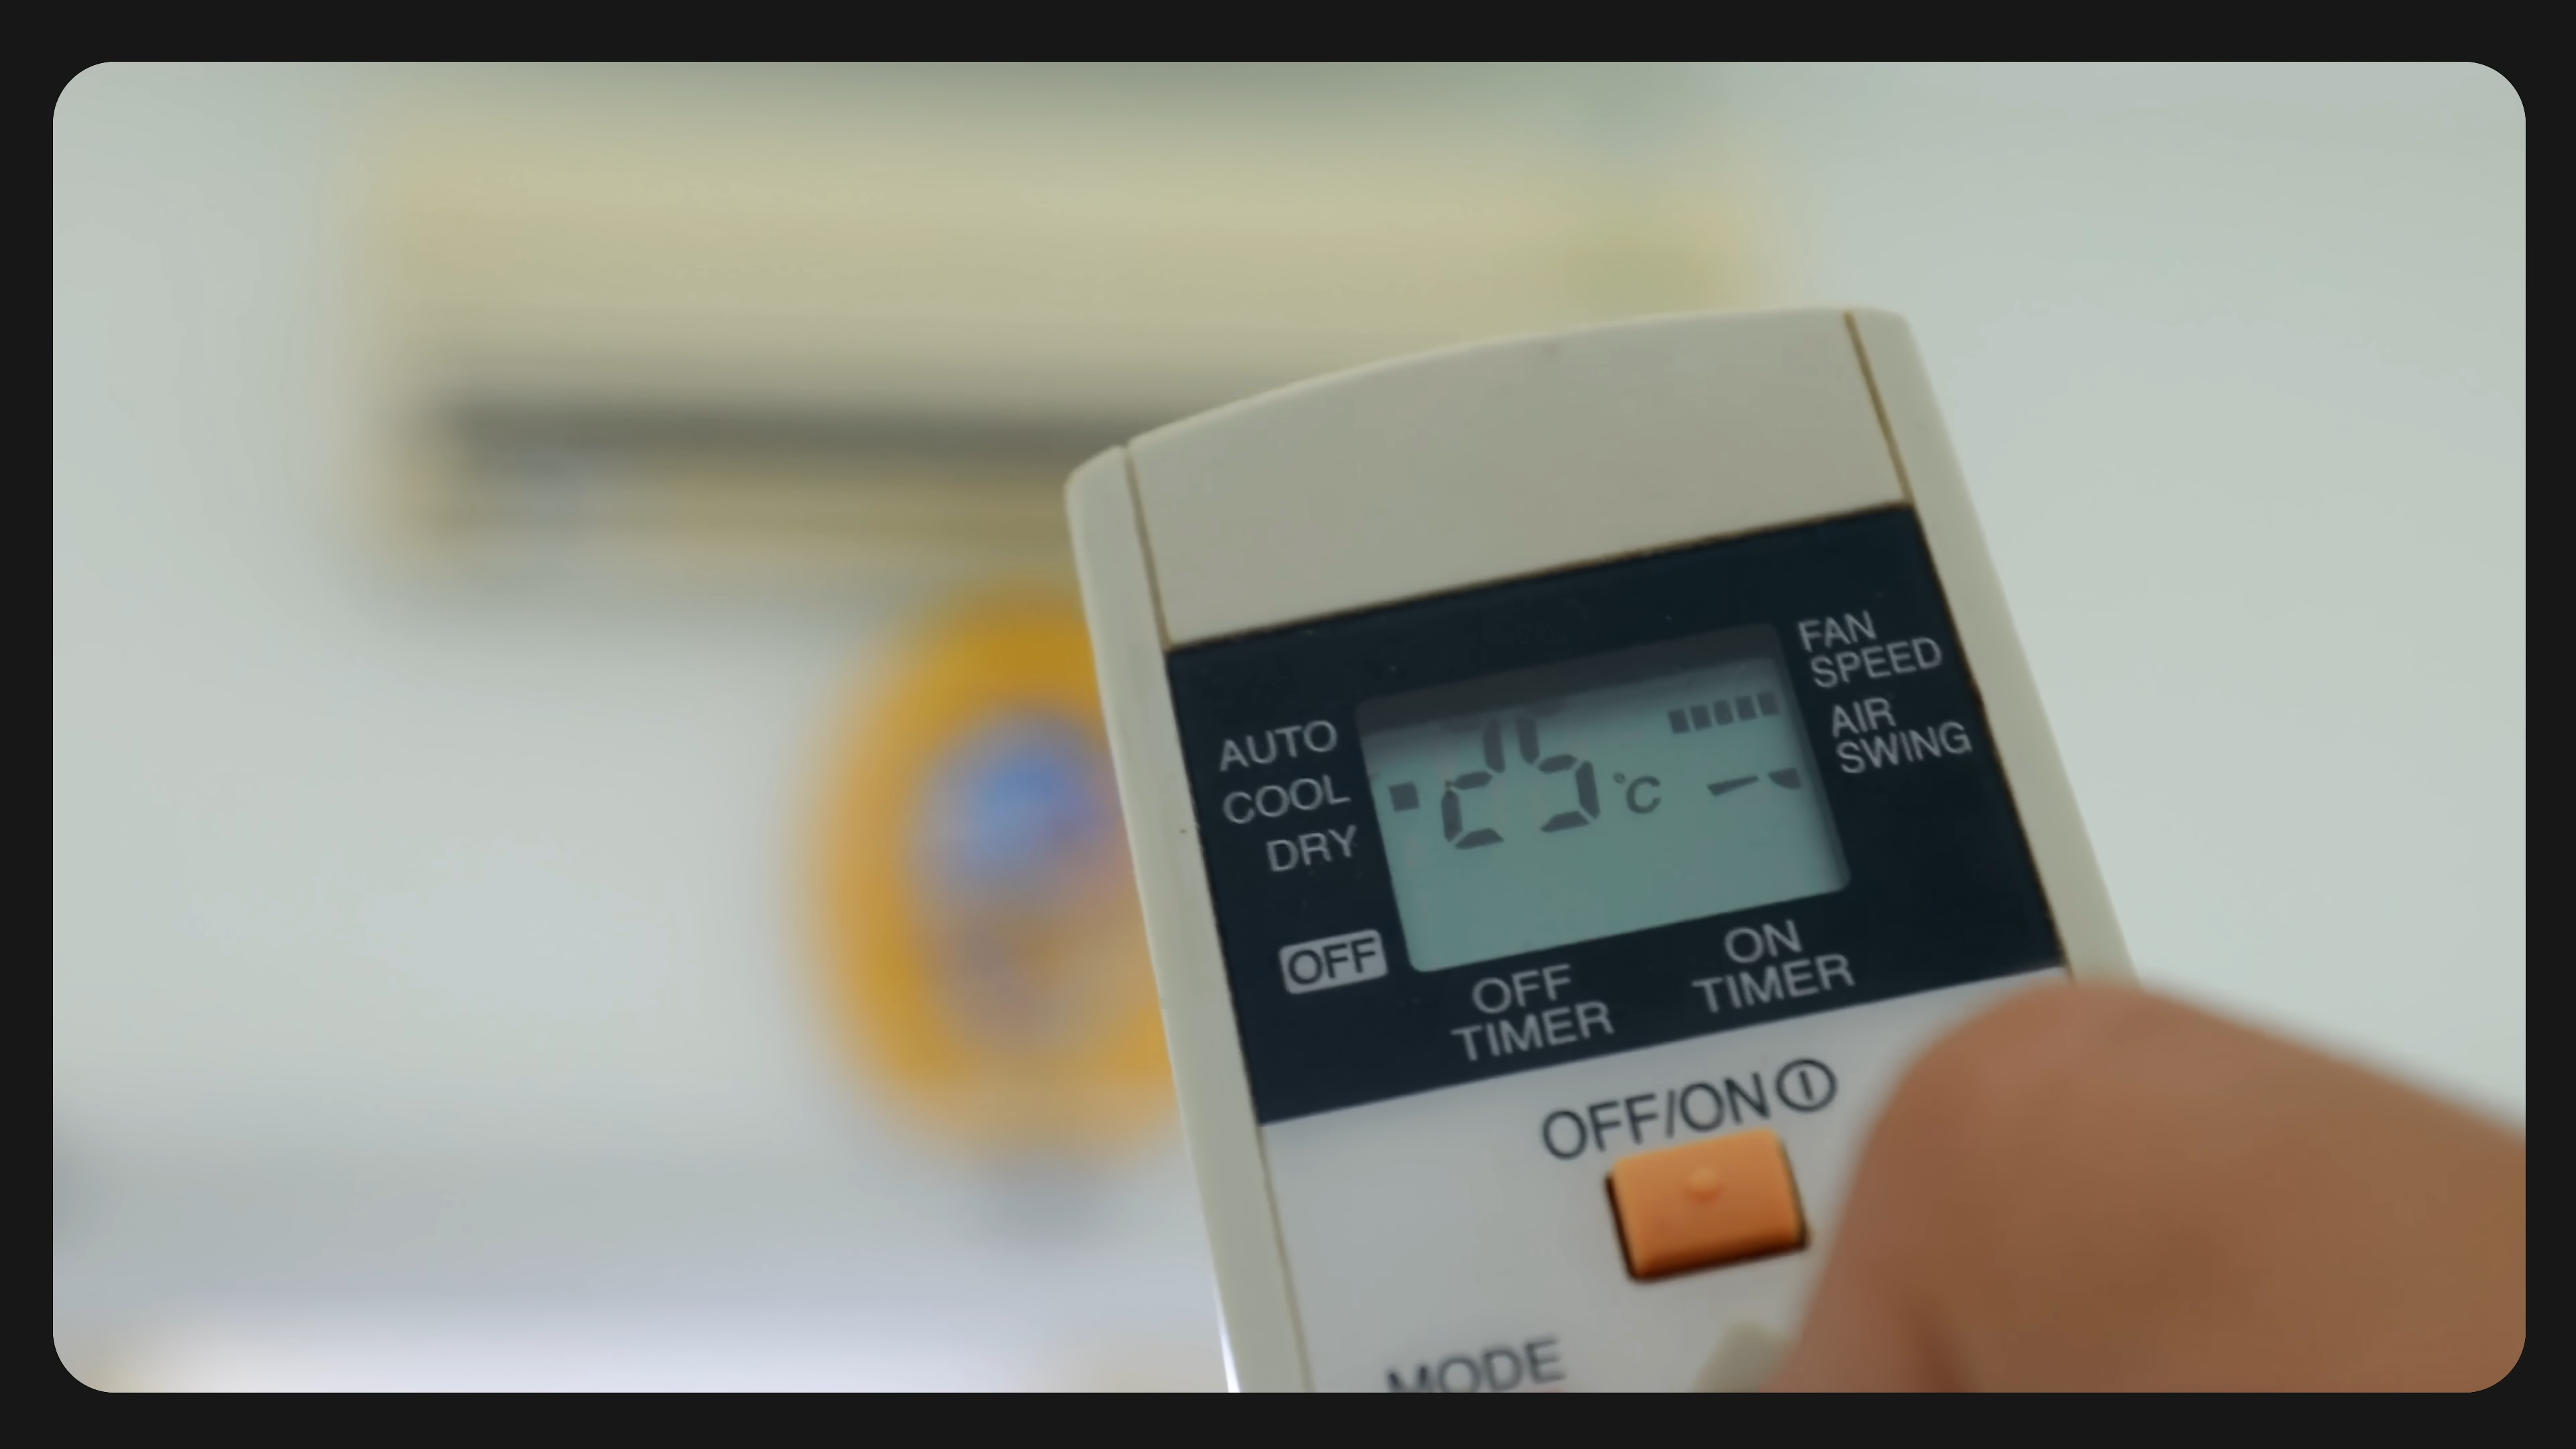 FAN
SPEED
AIR
SWING
AUTO
COOL
DRY
25 °C
OFF
OFF
TIMER
ON
TIMER
OFF/ON
MODE